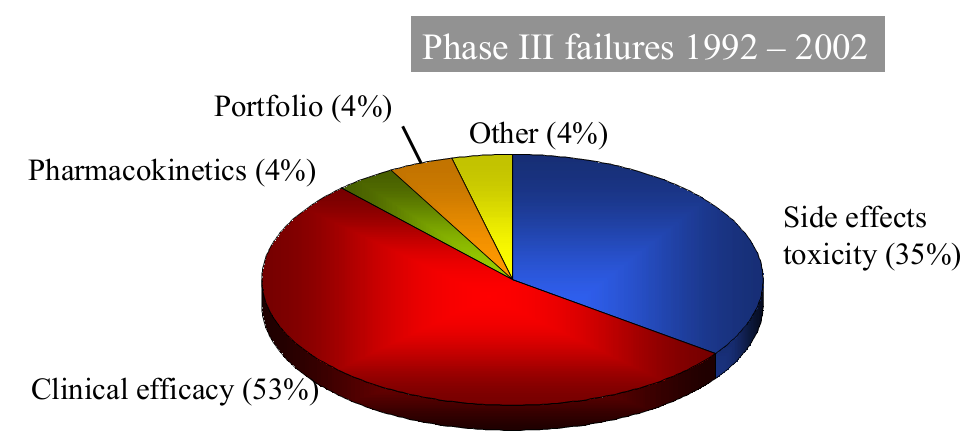 Phase III failures 1992 – 2002
Portfolio (4%)
Other (4%)
Pharmacokinetics (4%)
Side effects
toxicity (35%)
Clinical efficacy (53%)